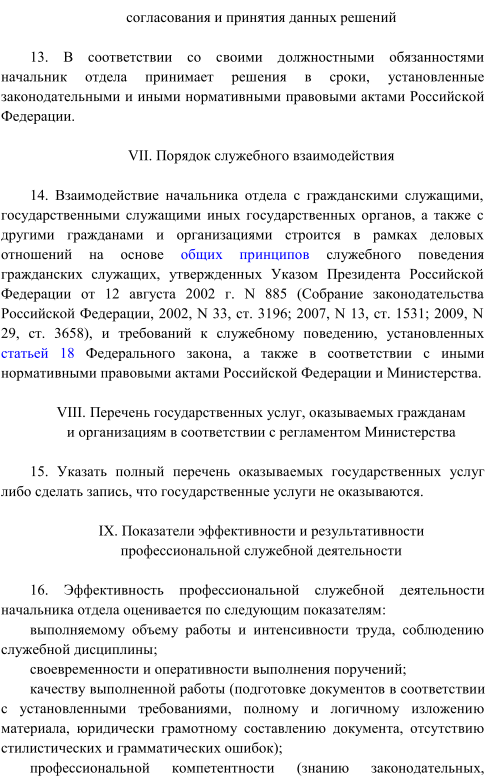 согласования и принятия данных решений
13. В соответствии со своими должностными обязанностями
начальник отдела принимает решения в сроки, установленные
законодательными и иными нормативными правовыми актами Российской
Федерации.
VII. Порядок служебного взаимодействия
14. Взаимодействие начальника отдела с гражданскими служащими,
государственными служащими иных государственных органов, а также с
другими гражданами и организациями строится в рамках деловых
отношений на основе общих принципов служебного поведения
гражданских служащих, утвержденных Указом Президента Российской
Федерации от 12 августа 2002 г. N 885 (Собрание законодательства
Российской Федерации, 2002, N 33, ст. 3196; 2007, N 13, ст. 1531; 2009, N
29, ст. 3658), и требований к служебному поведению, установленных
статьей 18 Федерального закона, а также в соответствии с иными
нормативными правовыми актами Российской Федерации и Министерства.
VIII. Перечень государственных услуг, оказываемых гражданам
и организациям в соответствии с регламентом Министерства
15. Указать полный перечень оказываемых государственных услуг
либо сделать запись, что государственные услуги не оказываются.
IX. Показатели эффективности и результативности
профессиональной служебной деятельности
16. Эффективность профессиональной служебной деятельности
начальника отдела оценивается по следующим показателям:
выполняемому объему работы и интенсивности труда, соблюдению
служебной дисциплины;
своевременности и оперативности выполнения поручений;
качеству выполненной работы (подготовке документов в соответствии
с установленными требованиями, полному и логичному изложению
материала, юридически грамотному составлению документа, отсутствию
стилистических и грамматических ошибок);
профессиональной компетентности (знанию законодательных,